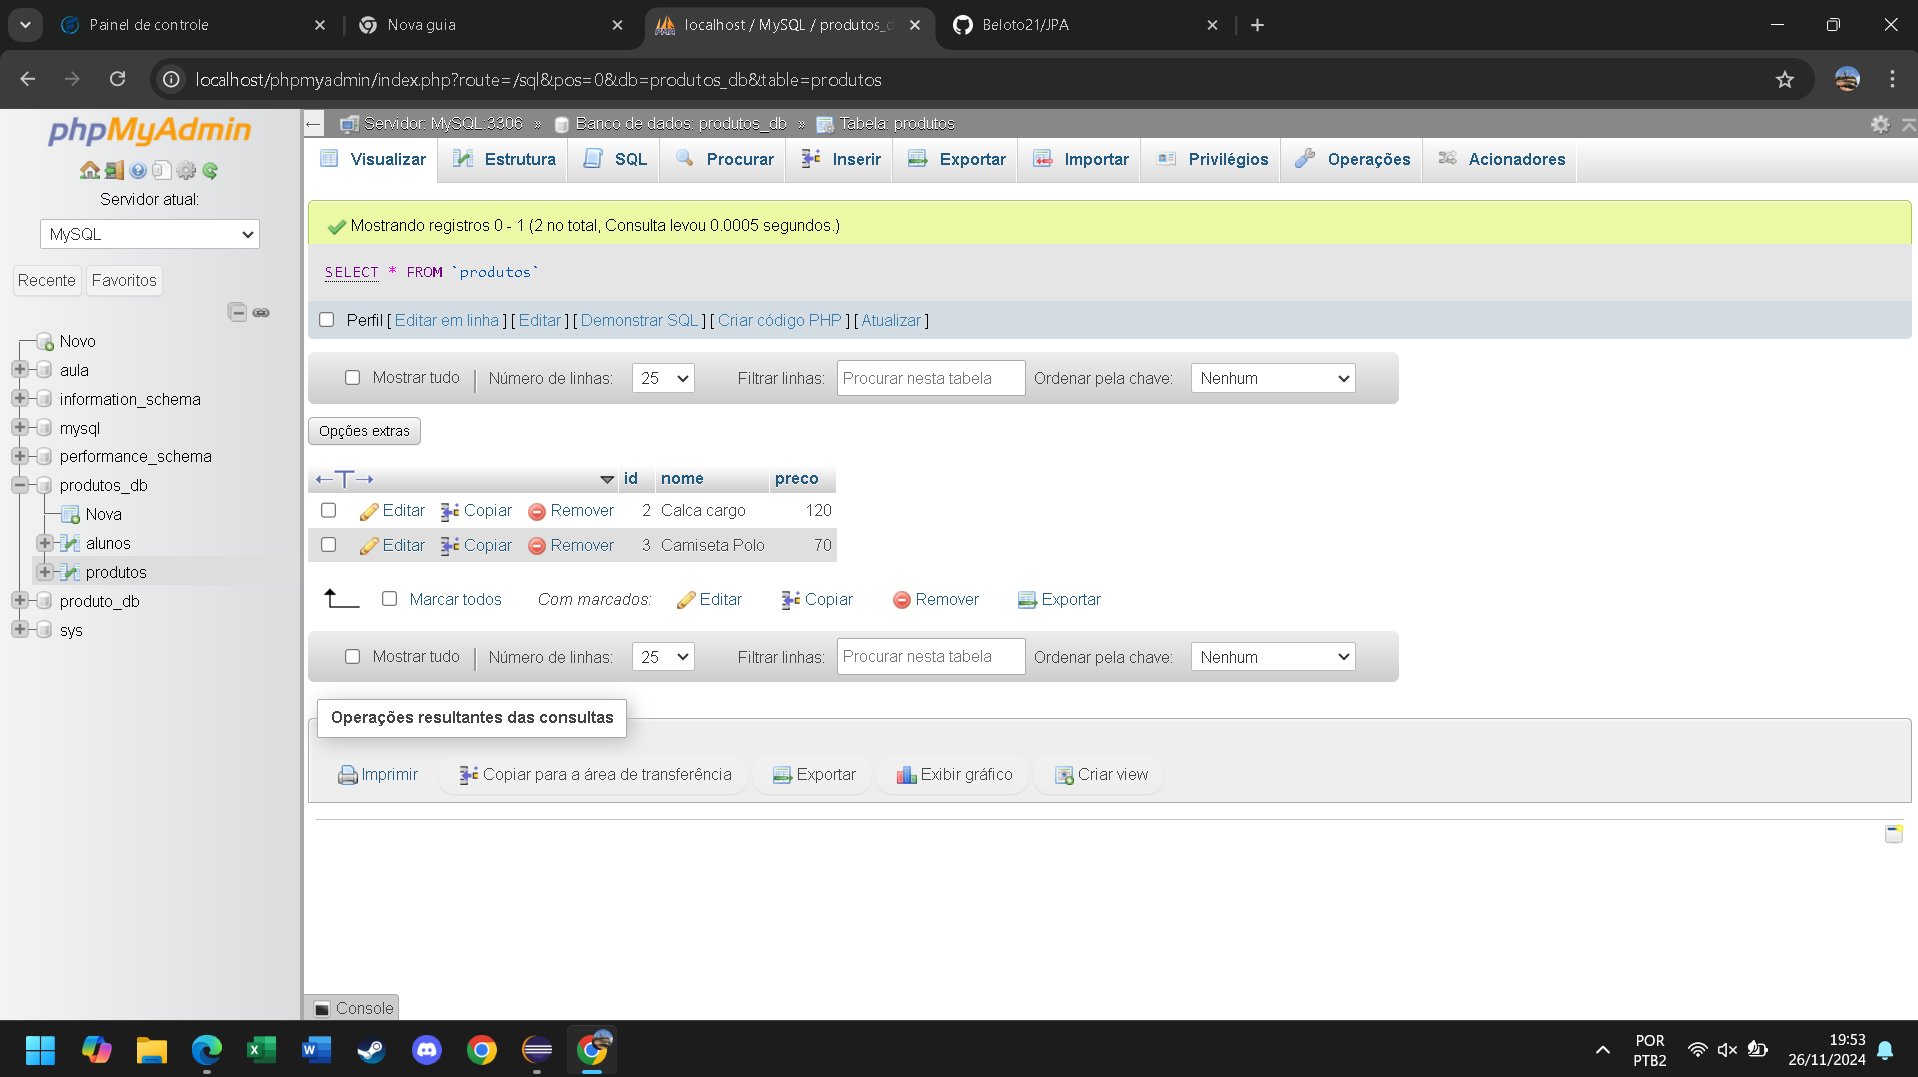 Painel de controle
Nova guia
localhost / MySQL / produtos_d
Beloto21/JPA
localhost/phpmyadmin/index.php?route=/sql&pos=0&db=produtos_db&table=produtos
phpMyAdmin
Servidor atual:
MySQL
Recente
Favoritos
Novo
aula
information_schema
mysql
performance_schema
produtos_db
Nova
alunos
produtos
produto_db
sys
Servidor: MySQL:3306 » Banco de dados: produtos_db » Tabela: produtos
Visualizar Estrutura SQL Procurar Inserir Exportar Importar Privilégios Operações Acionadores
Mostrando registros 0 - 1 (2 no total, Consulta levou 0.0005 segundos.)
SELECT * FROM `produtos`
Perfil [ Editar em linha ] [ Editar ] [ Demonstrar SQL ] [ Criar código PHP ] [ Atualizar ]
Mostrar tudo | Número de linhas: 25 Filtrar linhas: Procurar nesta tabela Ordenar pela chave: Nenhum
Opções extras
←T→ id nome preco
Editar Copiar Remover 2 Calca cargo 120
Editar Copiar Remover 3 Camiseta Polo 70
Marcar todos Com marcados: Editar Copiar Remover Exportar
Mostrar tudo | Número de linhas: 25 Filtrar linhas: Procurar nesta tabela Ordenar pela chave: Nenhum
Operações resultantes das consultas
Imprimir Copiar para a área de transferência Exportar Exibir gráfico Criar view
Console
POR
PTB2
19:53
26/11/2024